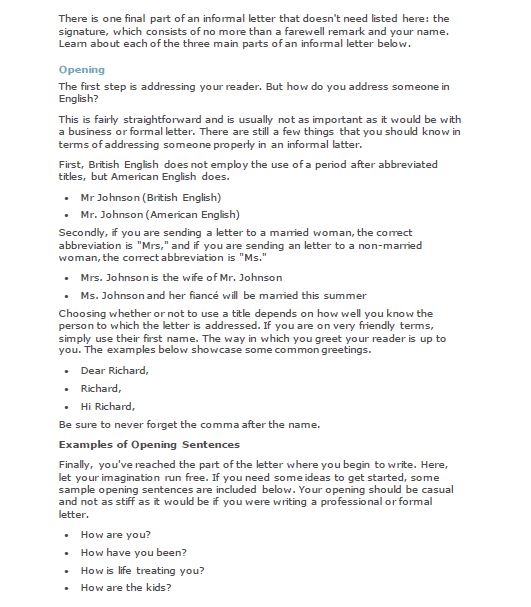 There is one final part of an informal letter that doesn't need listed here: the
signature, which consists of no more than a farewell remark and your name.
Learn about each of the three main parts of an informal letter below.
Opening
The first step is addressing your reader. But how do you address someone in
English?
This is fairly straightforward and is usually not as important as it would be with
a business or formal letter. There are still a few things that you should know in
terms of addressing someone properly in an informal latter.
First, British English does not employ the use of a period after abbreviated
titles, but American English does.
• Mr Johnson (British English)
• Mr. Johnson (American English)
Secondly, if you are sending a letter to a married woman, the correct
abbreviation is "Mrs," and if you are sending an letter to a non-married
woman, the correct abbreviation is "Ms."
• Mrs. Johnson is the wife of Mr. Johnson
• Ms. Johnson and her fiancé will be married this summer
Choosing whether or not to use a title depends on how well you know the
person to which the letter is addressed. If you are on very friendly terms,
simply use their first name. The way in which you greet your reader is up to
you. The examples below showcase some common greetings.
• Dear Richard,
• Richard,
• Hi Richard,
Be sure to never forget the comma after the name.
Examples of Opening Sentences
Finally, you've reached the part of the letter where you begin to write. Here,
let your imagination run free. If you need some ideas to get started, some
sample opening sentences are included below. Your opening should be casual
and not as stiff as it would be if you were writing a professional or formal
letter.
• How are you?
• How have you been?
• How is life treating you?
• How are the kids?